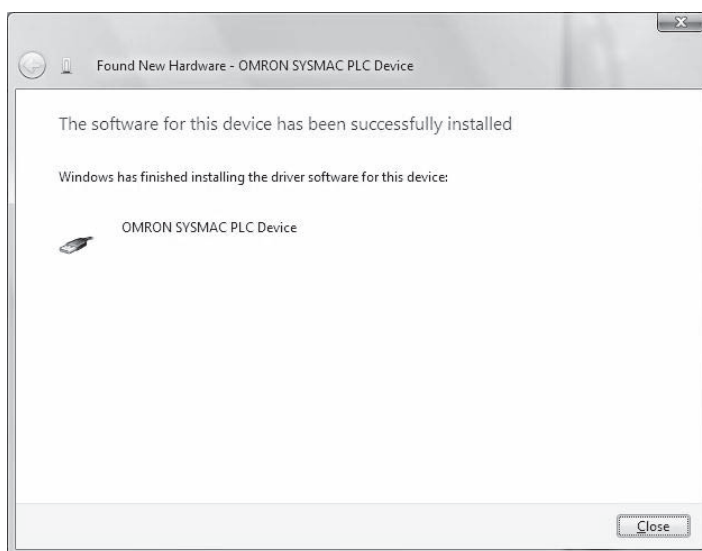 Found New Hardware - OMRON SYSMAC PLC Device
The software for this device has been successfully installed
Windows has finished installing the driver software for this device:
OMRON SYSMAC PLC Device
Close